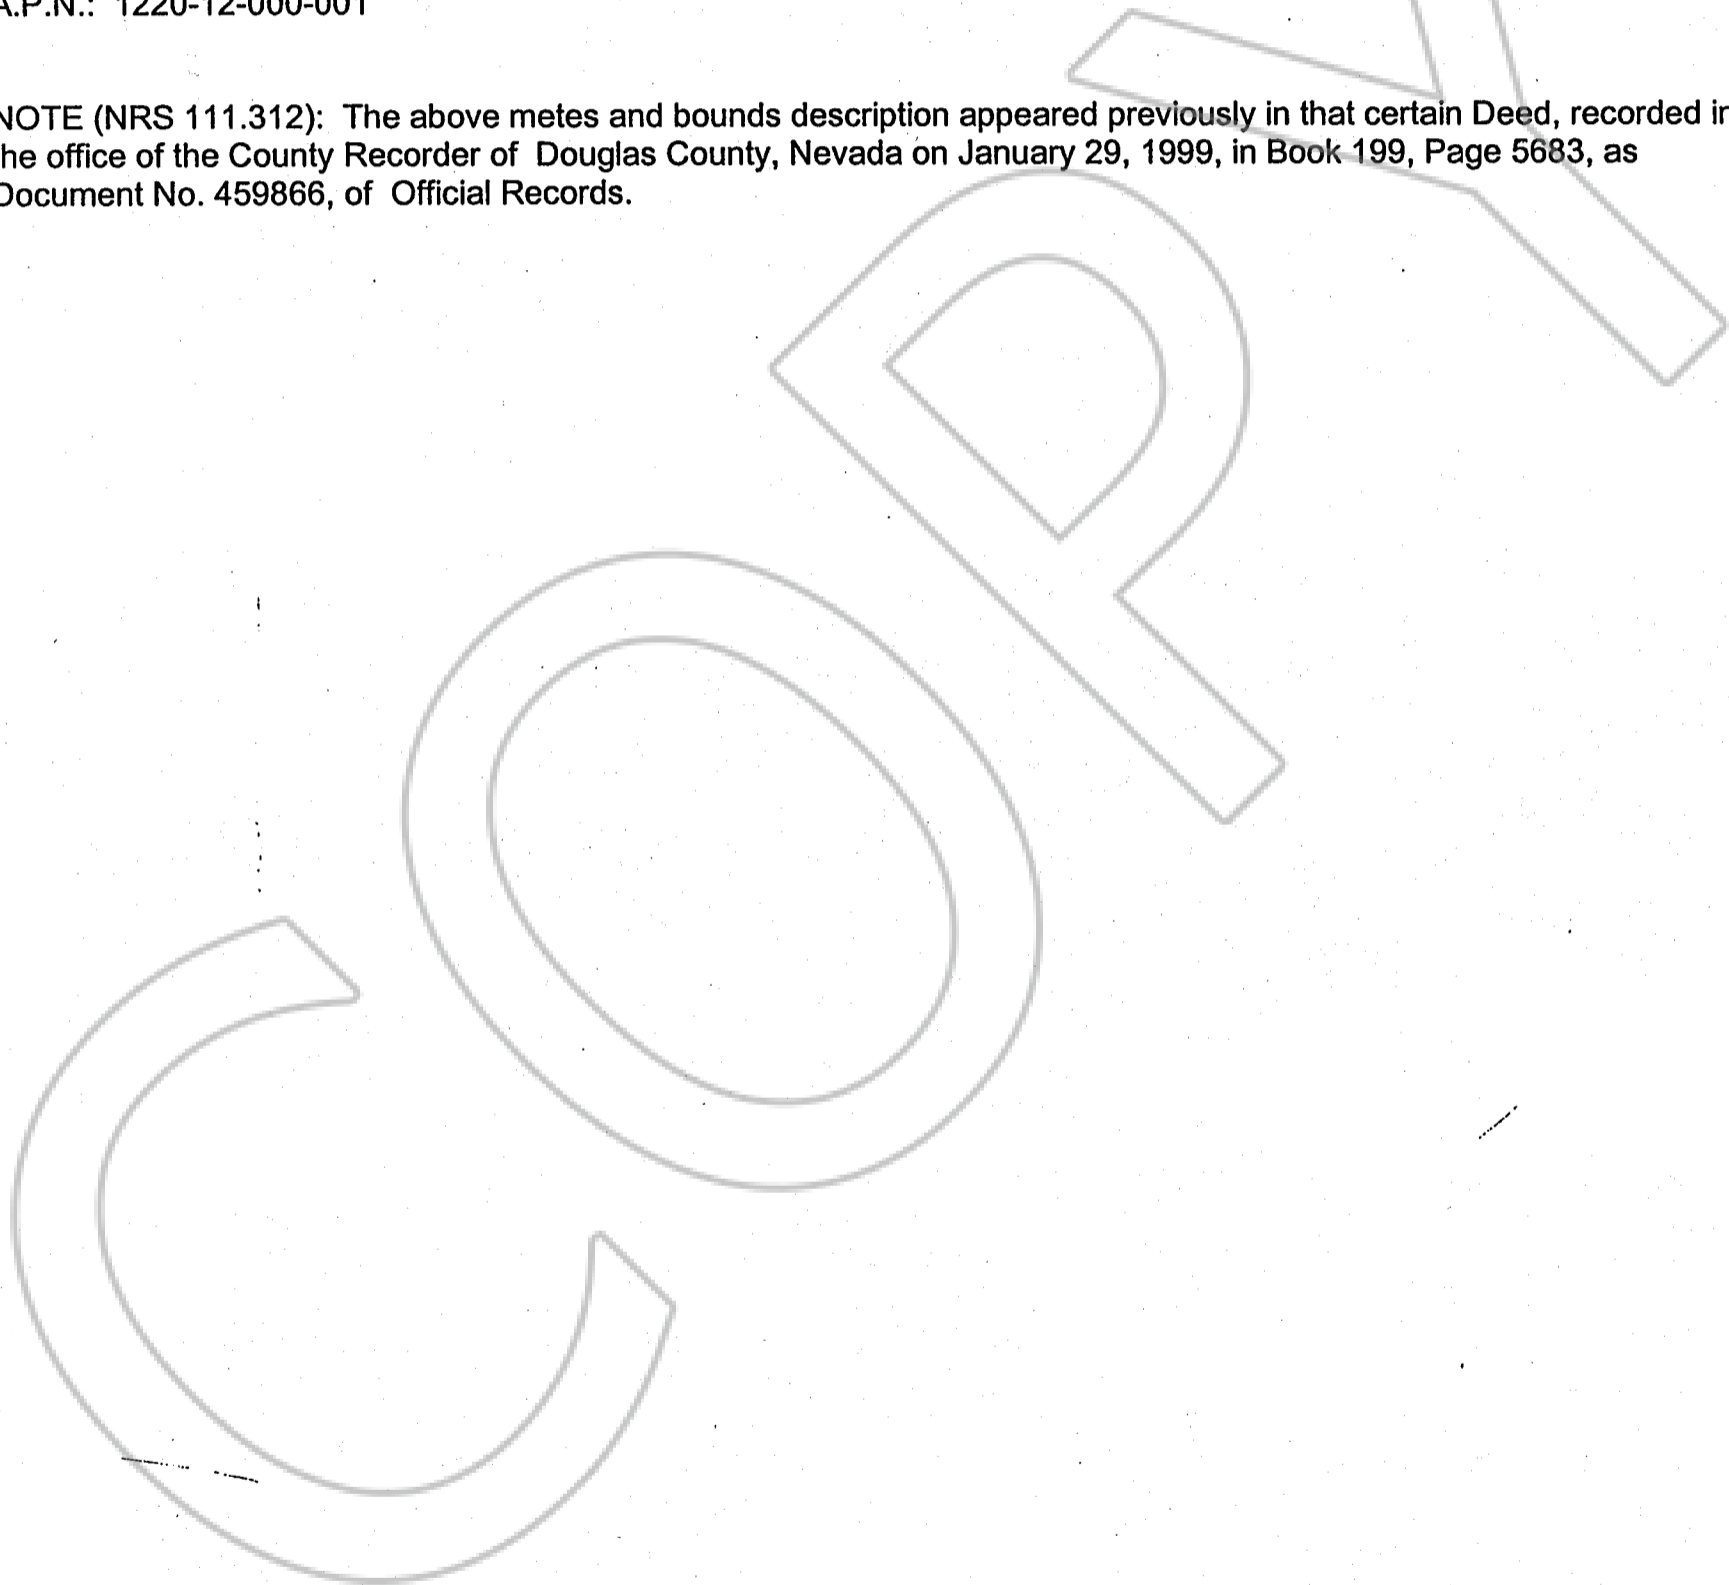 A.P.N.: 1220-12-000-001
NOTE (NRS 111.312): The above metes and bounds description appeared previously in that certain Deed, recorded in
the office of the County Recorder of Douglas County, Nevada on January 29, 1999, in Book 199, Page 5683, as
Document No. 459866, of Official Records.
COPY